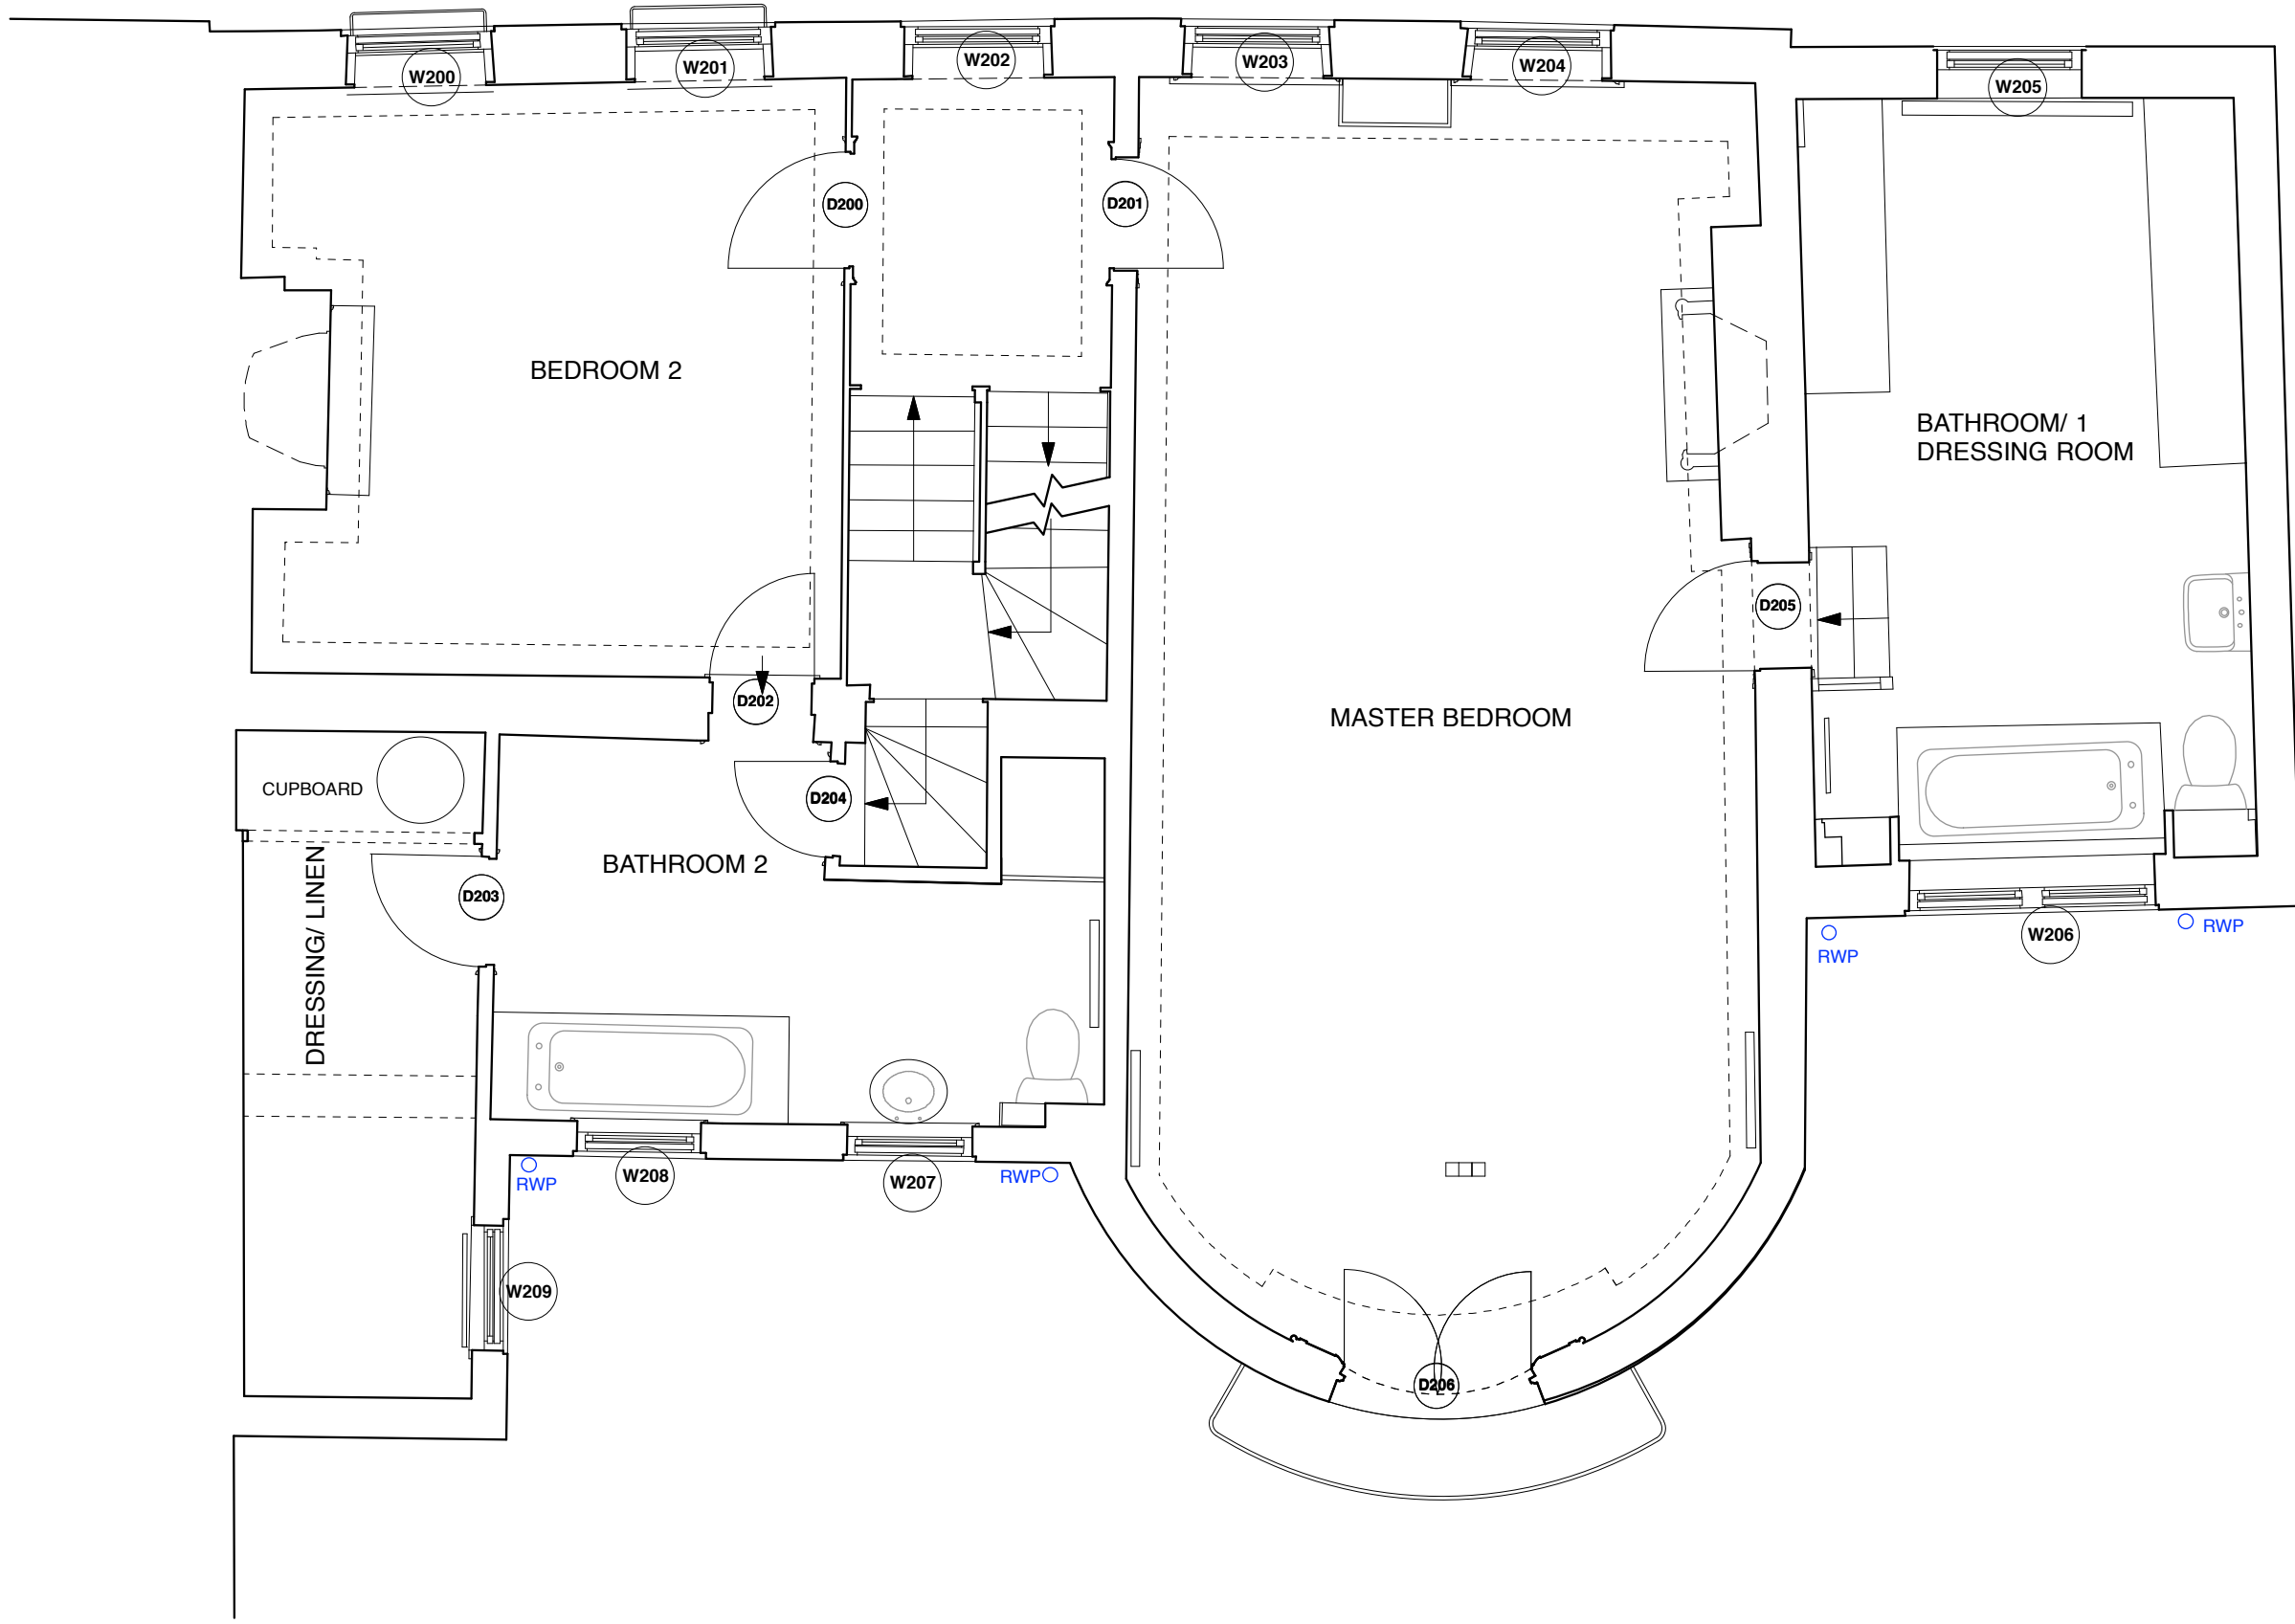 W200
W201
W202
W203
W204
W205
D200
D201
BEDROOM 2
BATHROOM/ 1
DRESSING ROOM
D205
D202
MASTER BEDROOM
CUPBOARD
D204
BATHROOM 2
D203
DRESSING/ LINEN
RWP
RWP
W206
RWP
W208
W207
RWP
W209
D206